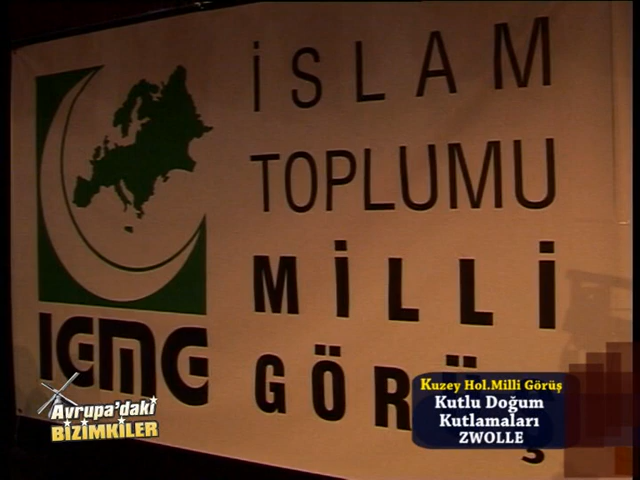 İSLAM
TOPLUMU
MİLLİ
GÖRÜŞ
IGMG
Avrupa'daki
BİZİMKİLER
Kuzey Hol.Milli Görüş
Kutlu Doğum
Kutlamaları
ZWOLLE